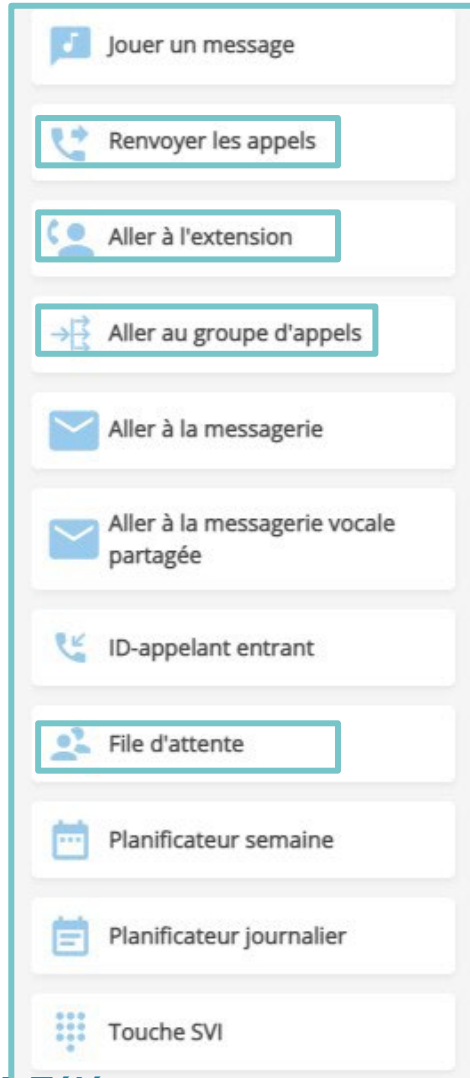 Jouer un message
Renvoyer les appels
Aller à l'extension
Aller au groupe d'appels
Aller à la messagerie
Aller à la messagerie vocale
partagée
ID-appelant entrant
File d'attente
Planificateur semaine
Planificateur journalier
Touche SVI